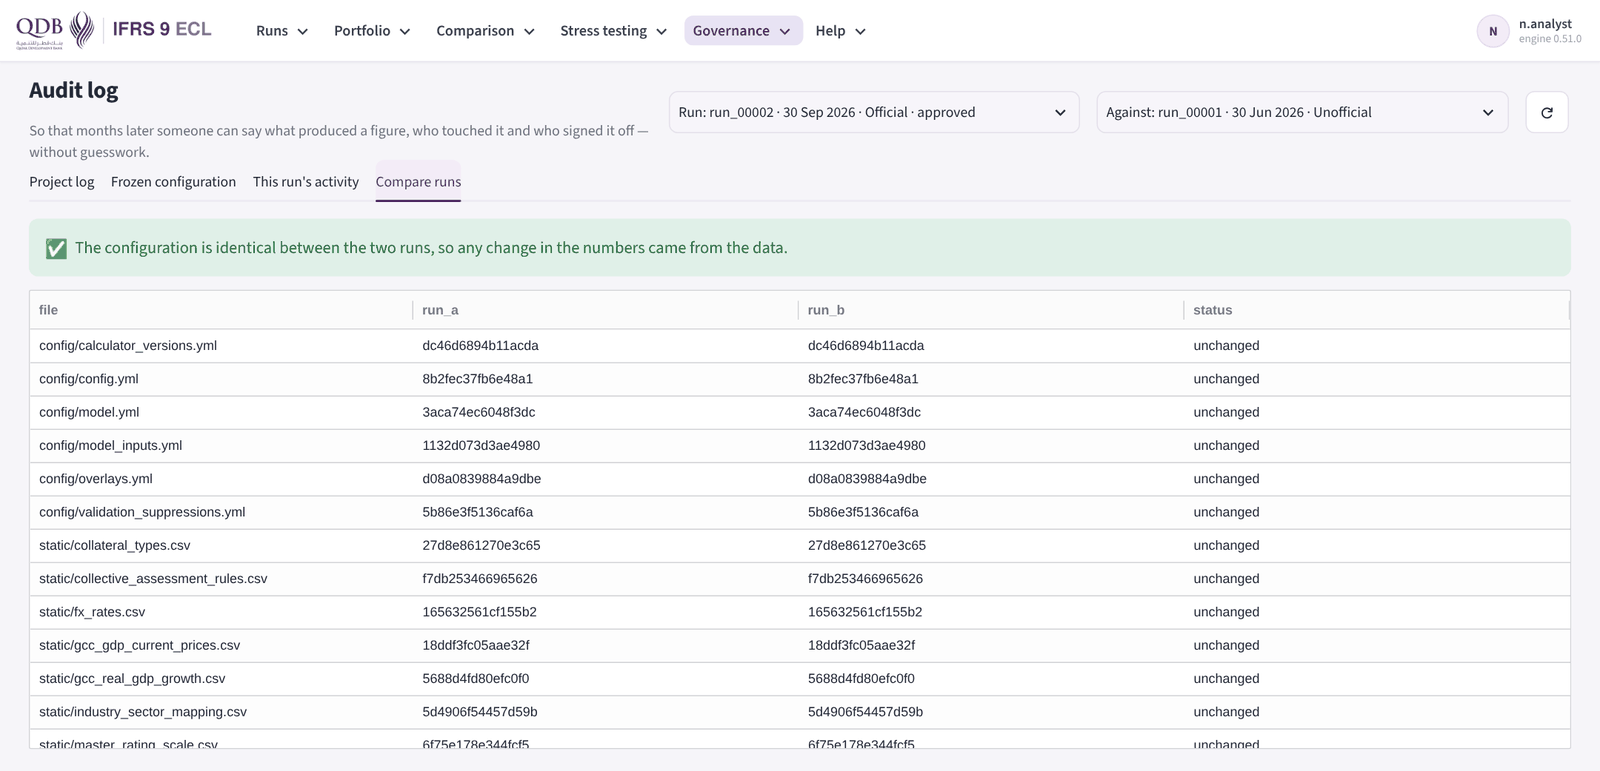 QDB
IFRS 9 ECL
Runs
Portfolio
Comparison
Stress testing
Governance
Help
N
n.analyst
engine 0.51.0
Audit log
So that months later someone can say what produced a figure, who touched it and who signed it off —
without guesswork.
Run: run_00002 · 30 Sep 2026 · Official · approved
Against: run_00001 · 30 Jun 2026 · Unofficial
Project log
Frozen configuration
This run's activity
Compare runs
The configuration is identical between the two runs, so any change in the numbers came from the data.
file run_a run_b status
config/calculator_versions.yml dc46d6894b11acda dc46d6894b11acda unchanged
config/config.yml 8b2fec37fb6e48a1 8b2fec37fb6e48a1 unchanged
config/model.yml 3aca74ec6048f3dc 3aca74ec6048f3dc unchanged
config/model_inputs.yml 1132d073d3ae4980 1132d073d3ae4980 unchanged
config/overlays.yml d08a0839884a9dbe d08a0839884a9dbe unchanged
config/validation_suppressions.yml 5b86e3f5136caf6a 5b86e3f5136caf6a unchanged
static/collateral_types.csv 27d8e861270e3c65 27d8e861270e3c65 unchanged
static/collective_assessment_rules.csv f7db253466965626 f7db253466965626 unchanged
static/fx_rates.csv 165632561cf155b2 165632561cf155b2 unchanged
static/gcc_gdp_current_prices.csv 18ddf3fc05aae32f 18ddf3fc05aae32f unchanged
static/gcc_real_gdp_growth.csv 5688d4fd80efc0f0 5688d4fd80efc0f0 unchanged
static/industry_sector_mapping.csv 5d4906f54457d59b 5d4906f54457d59b unchanged
static/master_rating_scale.csv 6f75e178e344fcf5 6f75e178e344fcf5 unchanged